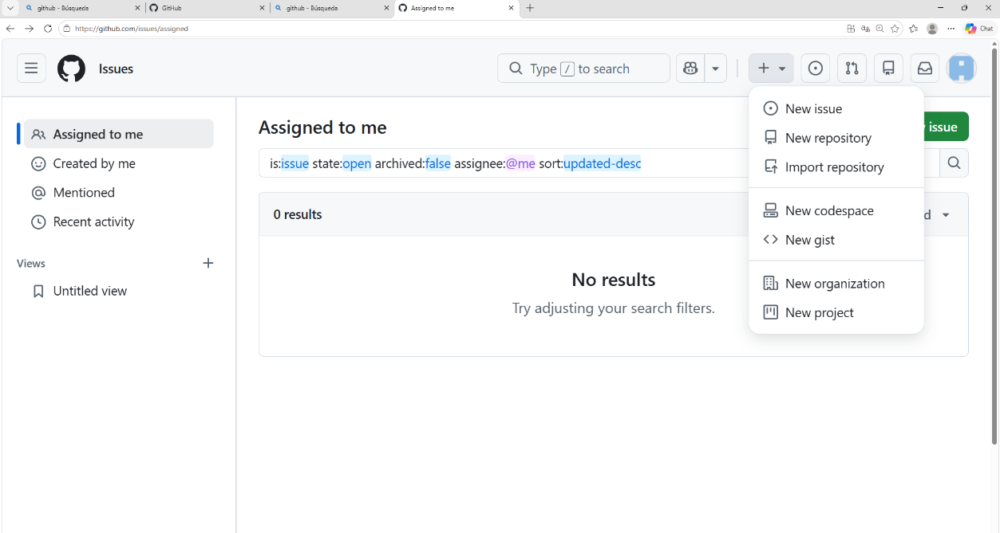 github - Búsqueda
GitHub
github - Búsqueda
Assigned to me
https://github.com/issues/assigned
Chat
Issues
Type / to search
Assigned to me
Created by me
Mentioned
Recent activity
Views
Untitled view
Assigned to me
issue
is:issue state:open archived:false assignee:@me sort:updated-desc
0 results
No results
Try adjusting your search filters.
New issue
New repository
Import repository
New codespace
New gist
New organization
New project